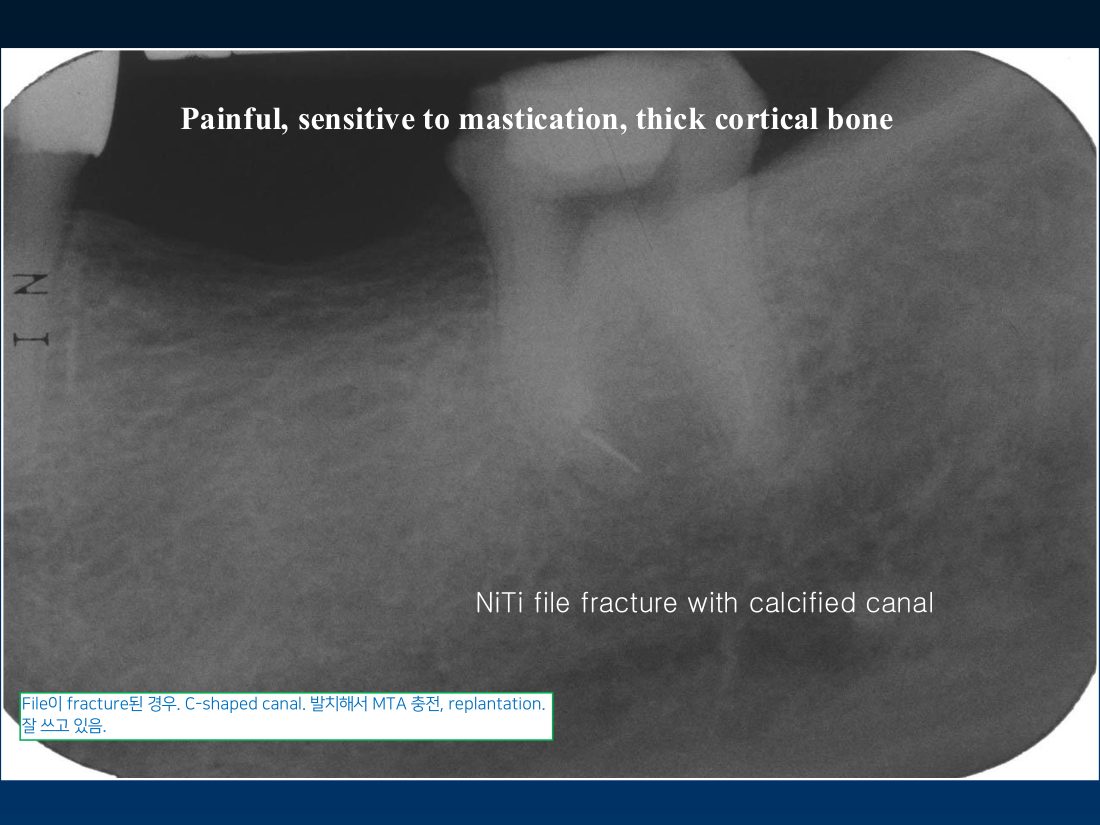 Painful, sensitive to mastication, thick cortical bone
NiTi file fracture with calcified canal
File이 fracture된 경우. C-shaped canal. 발치해서 MTA 충전, replantation.
잘 쓰고 있음.